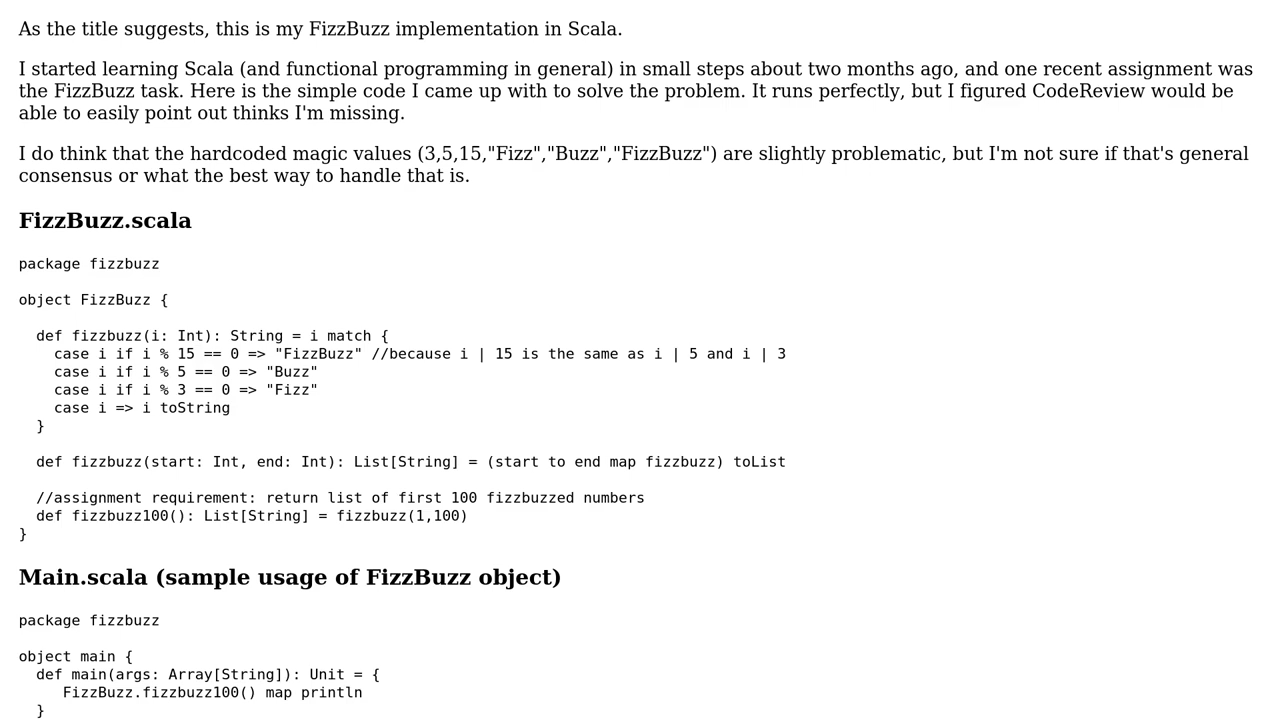 As the title suggests, this is my FizzBuzz implementation in Scala.
I started learning Scala (and functional programming in general) in small steps about two months ago, and one recent assignment was
the FizzBuzz task. Here is the simple code I came up with to solve the problem. It runs perfectly, but I figured CodeReview would be
able to easily point out thinks I'm missing.
I do think that the hardcoded magic values (3,5,15,"Fizz","Buzz","FizzBuzz") are slightly problematic, but I'm not sure if that's general
consensus or what the best way to handle that is.
FizzBuzz.scala
package fizzbuzz
object FizzBuzz {
  def fizzbuzz(i: Int): String = i match {
    case i if i % 15 == 0 => "FizzBuzz" //because i | 15 is the same as i | 5 and i | 3
    case i if i % 5 == 0 => "Buzz"
    case i if i % 3 == 0 => "Fizz"
    case i => i toString
  }
  def fizzbuzz(start: Int, end: Int): List[String] = (start to end map fizzbuzz) toList
  //assignment requirement: return list of first 100 fizzbuzzed numbers
  def fizzbuzz100(): List[String] = fizzbuzz(1,100)
}
Main.scala (sample usage of FizzBuzz object)
package fizzbuzz
object main {
  def main(args: Array[String]): Unit = {
     FizzBuzz.fizzbuzz100() map println
  }